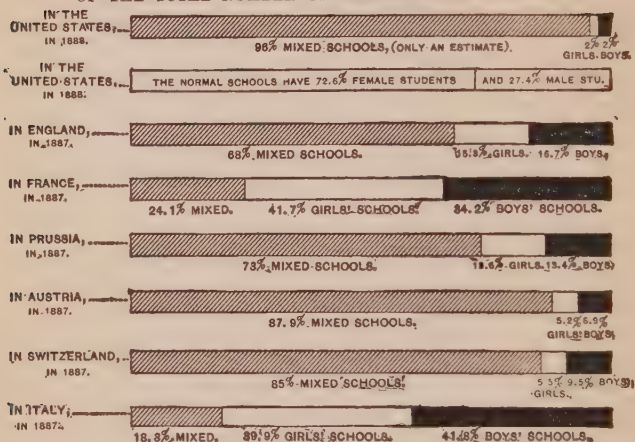 IN THE
UNITED STATES,
IN 1888.
96% MIXED SCHOOLS, (ONLY AN ESTIMATE).
2% 2%
GIRLS. BOYS.
IN THE
UNITED STATES,
IN 1888.
THE NORMAL SCHOOLS HAVE 72.6% FEMALE STUDENTS AND 27.4% MALE STU.
IN ENGLAND,
IN 1887.
68% MIXED SCHOOLS. GIRLS. 16.7% BOYS.
IN FRANCE,
IN 1887.
24.1% MIXED. 41.7% GIRLS' SCHOOLS. 34.2% BOYS' SCHOOLS.
IN PRUSSIA,
IN 1887.
73% MIXED SCHOOLS. 13.6% GIRLS. 13.4% BOYS
IN AUSTRIA,
IN 1887.
87.9% MIXED SCHOOLS.
5.2% 6.9%
GIRLS. BOYS.
IN SWITZERLAND,
IN 1887.
85% MIXED SCHOOLS.
5.5% 9.5% BOYS
GIRLS.
IN ITALY,
IN 1887.
18.3% MIXED. 39.9% GIRLS' SCHOOLS. 41.8% BOYS' SCHOOLS.